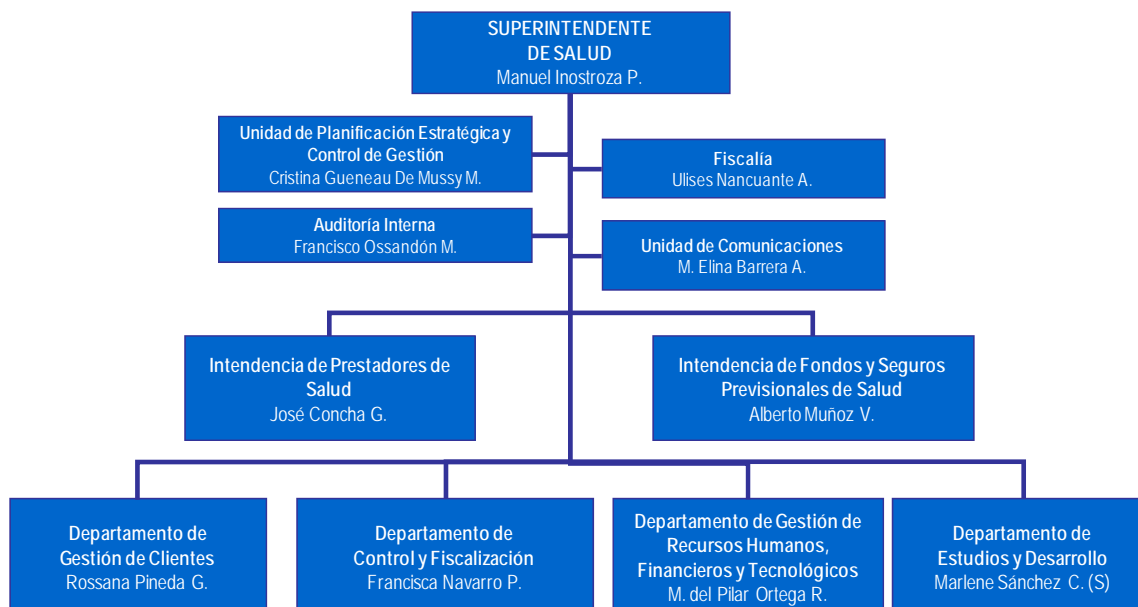 SUPERINTENDENTE
DE SALUD
Manuel Inostroza P.
Unidad de Planificación Estratégica y
Control de Gestión
Cristina Gueneau De Mussy M.
Fiscalía
Ulises Nancuante A.
Auditoría Interna
Francisco Ossandón M.
Unidad de Comunicaciones
M. Elina Barrera A.
Intendencia de Prestadores de
Salud
José Concha G.
Intendencia de Fondos y Seguros
Previsionales de Salud
Alberto Muñoz V.
Departamento de
Gestión de Clientes
Rossana Pineda G.
Departamento de
Control y Fiscalización
Francisca Navarro P.
Departamento de Gestión de
Recursos Humanos,
Financieros y Tecnológicos
M. del Pilar Ortega R.
Departamento de
Estudios y Desarrollo
Marlene Sánchez C. (S)